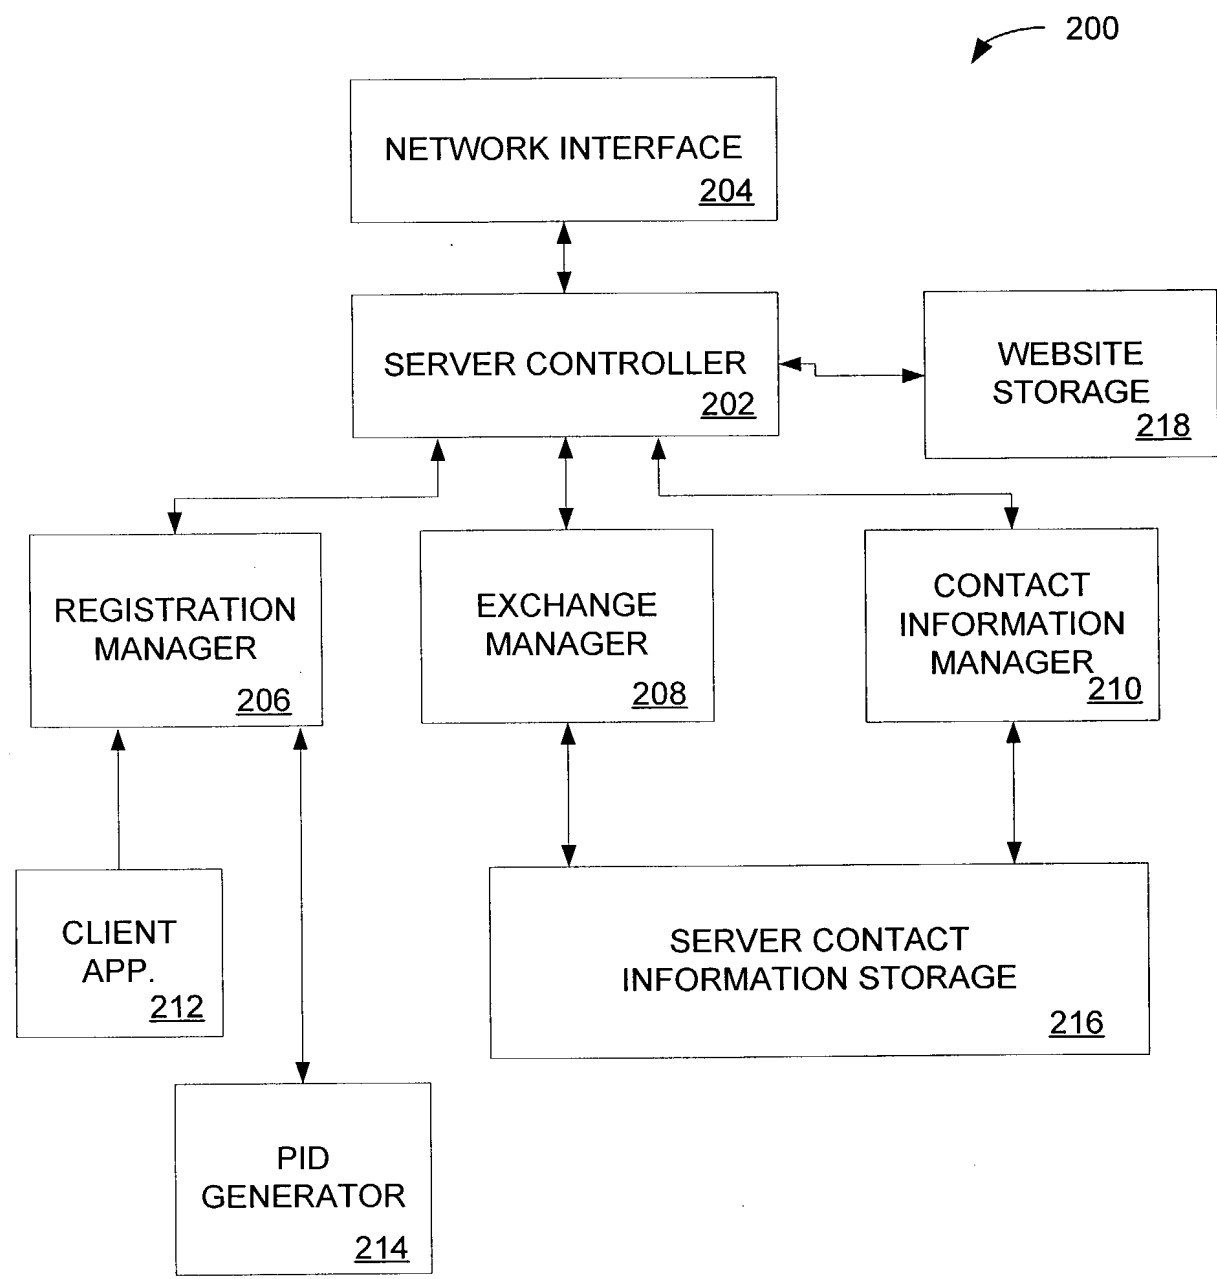 200
NETWORK INTERFACE
204
SERVER CONTROLLER
202
WEBSITE
STORAGE
218
REGISTRATION
MANAGER
206
EXCHANGE
MANAGER
208
CONTACT
INFORMATION
MANAGER
210
CLIENT
APP.
212
SERVER CONTACT
INFORMATION STORAGE
216
PID
GENERATOR
214